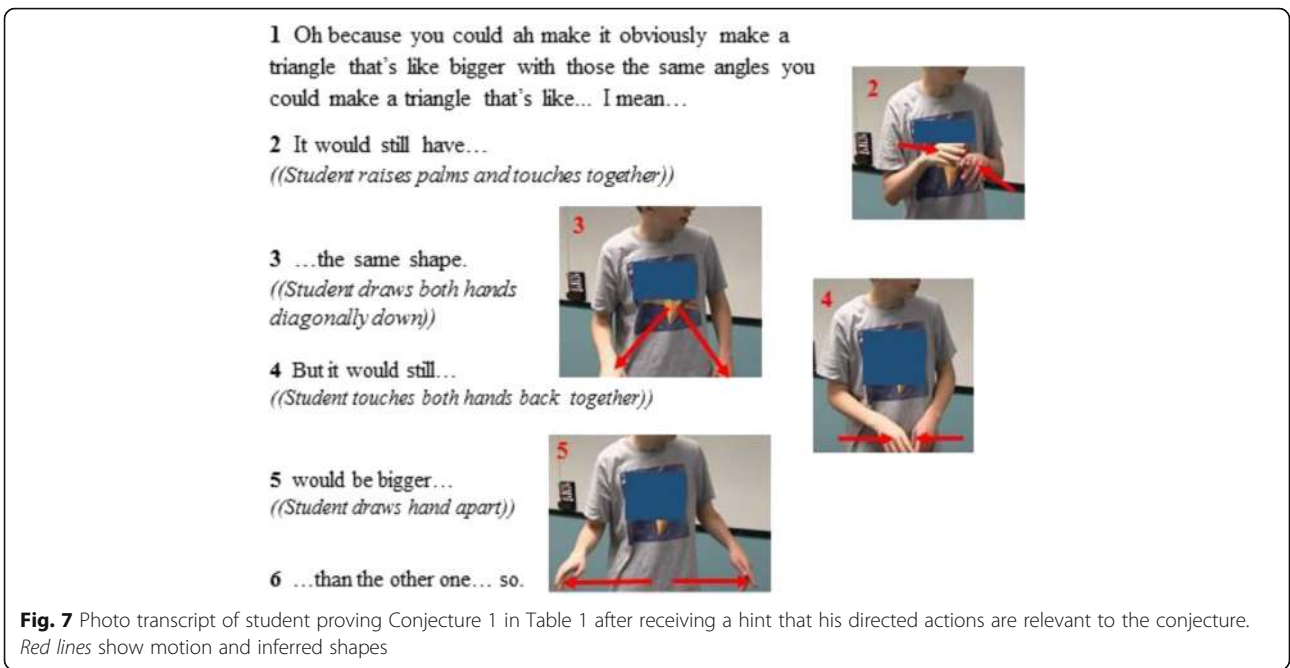 1 Oh because you could ah make it obviously make a
triangle that's like bigger with those the same angles you
could make a triangle that's like... I mean...
2
2 It would still have...
((Student raises palms and touches together))
3
3 ...the same shape.
((Student draws both hands
diagonally down))
4
4 But it would still...
((Student touches both hands back together))
5
5 would be bigger...
((Student draws hand apart))
6 ...than the other one... so.
Fig. 7 Photo transcript of student proving Conjecture 1 in Table 1 after receiving a hint that his directed actions are relevant to the conjecture.
Red lines show motion and inferred shapes